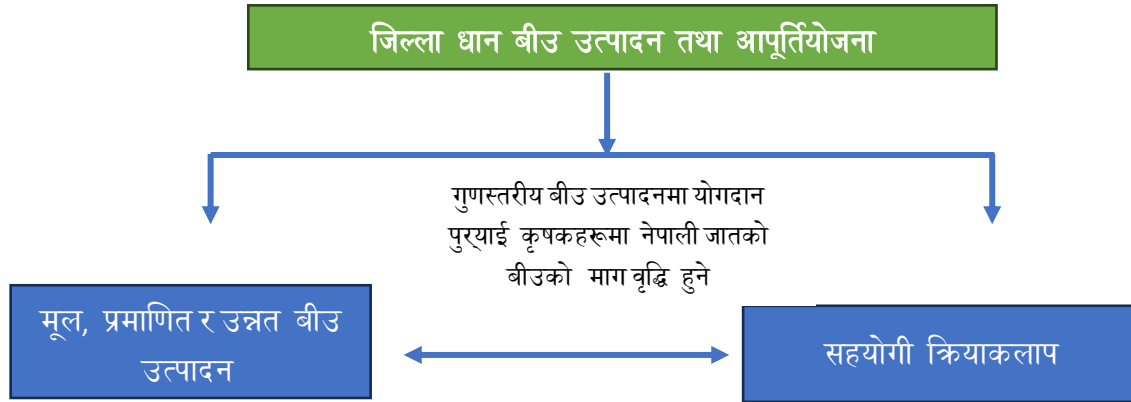 जिल्ला धान बीउ उत्पादन तथा आपूर्तियोजना
गुणस्तरीय बीउ उत्पादनमा योगदान
पुर्‍याई कृषकहरूमा नेपाली जातको
बीउको माग वृद्धि हुने
मूल, प्रमाणित र उन्नत बीउ
उत्पादन
सहयोगी क्रियाकलाप